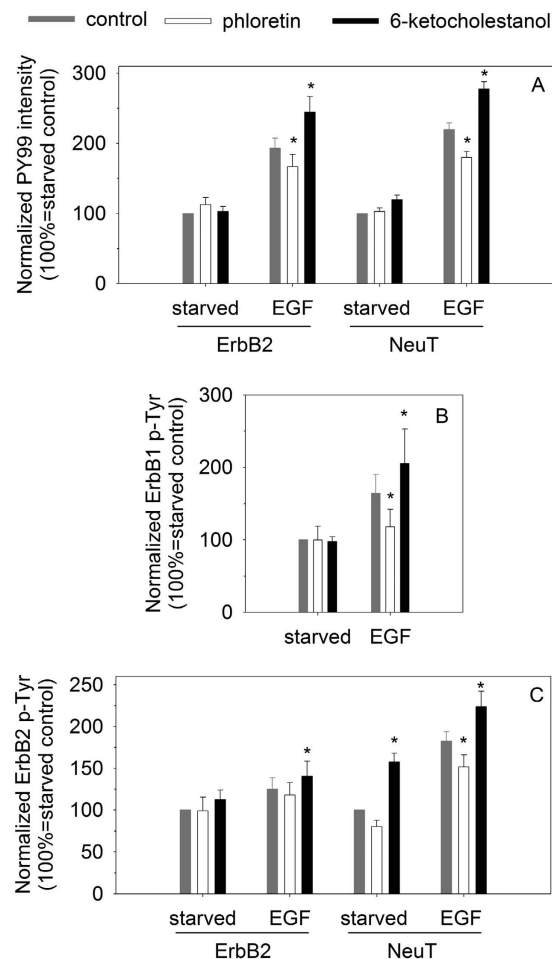 control phloretin 6-ketocholestanol
A
Normalized PY99 intensity
(100%=starved control)
300
200
100
0
* * * *
starved EGF starved EGF
ErbB2 NeuT
B
Normalized ErbB1 p-Tyr
(100%=starved control)
300
200
100
0
* *
starved EGF
C
Normalized ErbB2 p-Tyr
(100%=starved control)
250
200
150
100
50
0
* * * *
starved EGF starved EGF
ErbB2 NeuT